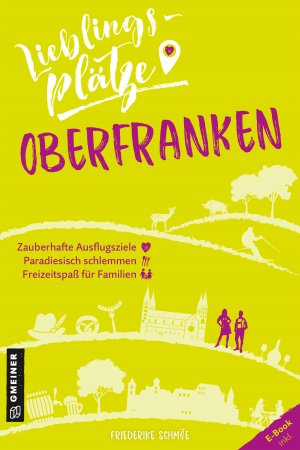 Lieblings-
plätze
OBERFRANKEN
Zauberhafte Ausflugsziele
Paradiesisch schlemmen
Freizeitspaß für Familien
GMEINER
FRIEDERIKE SCHMÖE
E-Book
inkl.